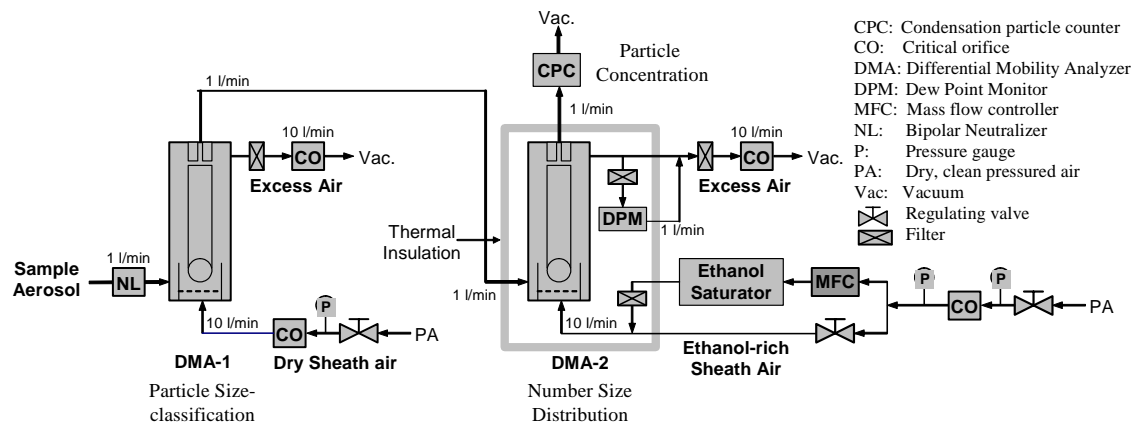 Vac.
CPC
Particle
Concentration
1 l/min
1 l/min
1 l/min
10 l/min
CO
Vac.
Excess Air
10 l/min
CO
Vac.
Excess Air
DPM
1 l/min
Thermal
Insulation
Sample
Aerosol
1 l/min
NL
1 l/min
10 l/min
P
CO
PA
Dry Sheath air
DMA-1
Particle Size-
classification
10 l/min
Ethanol
Saturator
MFC
P
CO
P
PA
Ethanol-rich
Sheath Air
DMA-2
Number Size
Distribution
CPC: Condensation particle counter
CO: Critical orifice
DMA: Differential Mobility Analyzer
DPM: Dew Point Monitor
MFC: Mass flow controller
NL: Bipolar Neutralizer
P: Pressure gauge
PA: Dry, clean pressured air
Vac: Vacuum
Regulating valve
Filter